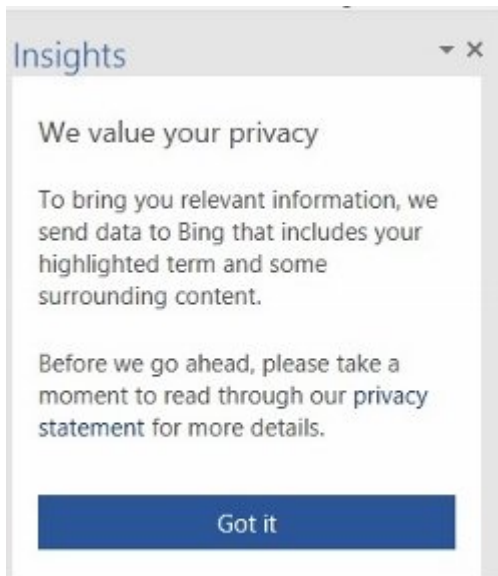 Insights
We value your privacy
To bring you relevant information, we
send data to Bing that includes your
highlighted term and some
surrounding content.
Before we go ahead, please take a
moment to read through our privacy
statement for more details.
Got it